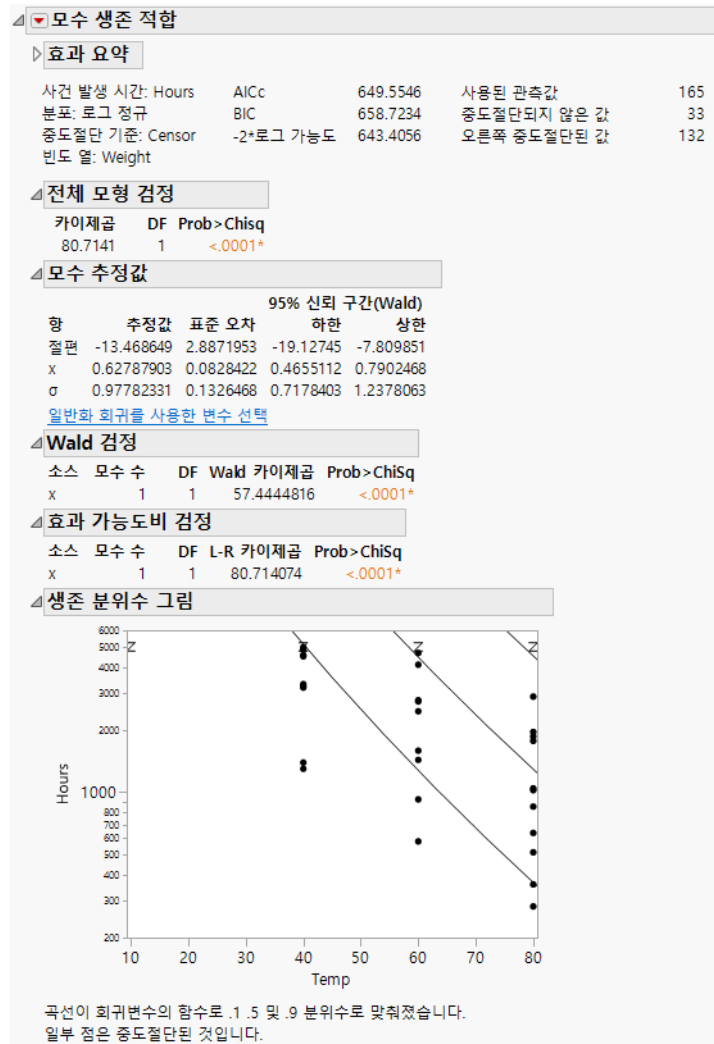 모수 생존 적합
효과 요약
사건 발생 시간: Hours AICc 649.5546 사용된 관측값 165
분포: 로그 정규 BIC 658.7234 중도절단되지 않은 값 33
중도절단 기준: Censor -2*로그 가능도 643.4056 오른쪽 중도절단된 값 132
빈도 열: Weight
전체 모형 검정
카이제곱 DF Prob>Chisq
80.7141 1 <.0001*
모수 추정값
95% 신뢰 구간(Wald)
항 추정값 표준 오차 하한 상한
절편 -13.468649 2.8871953 -19.12745 -7.809851
x 0.62787903 0.0828422 0.4655112 0.7902468
σ 0.97782331 0.1326468 0.7178403 1.2378063
일반화 회귀를 사용한 변수 선택
Wald 검정
소스 모수 수 DF Wald 카이제곱 Prob>ChiSq
x 1 1 57.4444816 <.0001*
효과 가능도비 검정
소스 모수 수 DF L-R 카이제곱 Prob>ChiSq
x 1 1 80.714074 <.0001*
생존 분위수 그림
6000
5000 Z Z Z Z
4000
3000
2000
Hours
1000
800
700
600
500
400
300
200
10 20 30 40 50 60 70 80
Temp
곡선이 회귀변수의 함수로 .1 .5 및 .9 분위수로 맞춰졌습니다.
일부 점은 중도절단된 것입니다.